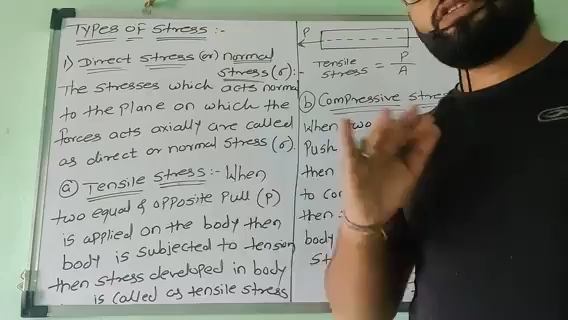 Types of Stress :-
1) Direct stress (or) normal
stress (σ) :-
The stresses which acts normal
to the plane on which the
forces acts axially are called
as direct or normal stress (σ).
(a) Tensile stress :- When
two equal & opposite pull (P)
is applied on the body then
body is subjected to tension
then stress developed in body
is called as tensile stress
P
Tensile
stress = P/A
(b) Compressive stress
When two
Push
then
to com
then
body
st